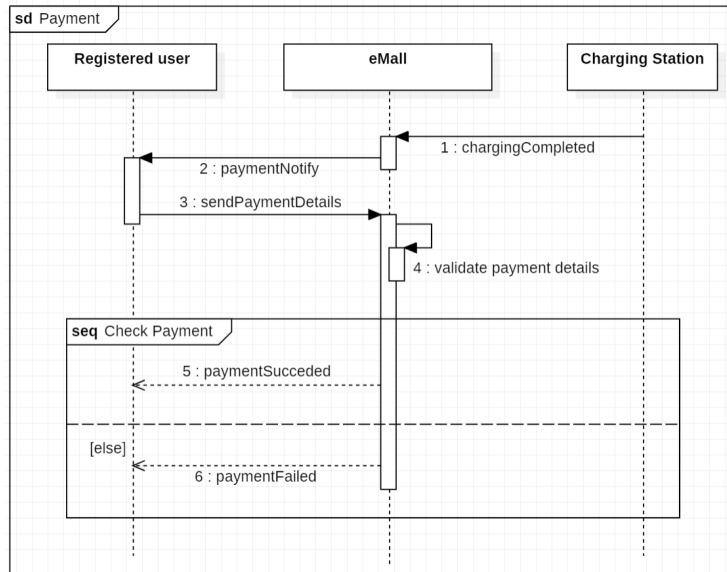 sd Payment
Registered user
eMall
Charging Station
1 : chargingCompleted
2 : paymentNotify
3 : sendPaymentDetails
4 : validate payment details
seq Check Payment
5 : paymentSucceded
[else]
6 : paymentFailed